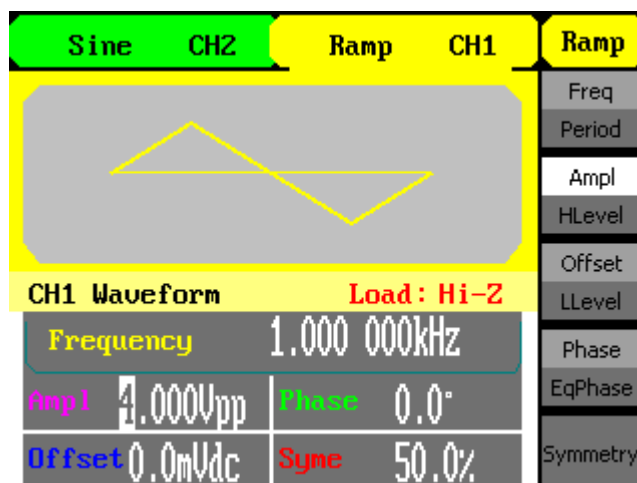 Sine CH2 Ramp CH1 Ramp
Freq
Period
Ampl
HLevel
Offset
LLevel
Phase
EqPhase
Symmetry
CH1 Waveform Load: Hi-Z
Frequency 1.000 000kHz
Ampl 4.000Vpp Phase 0.0°
Offset 0.0mVdc Syme 50.0%